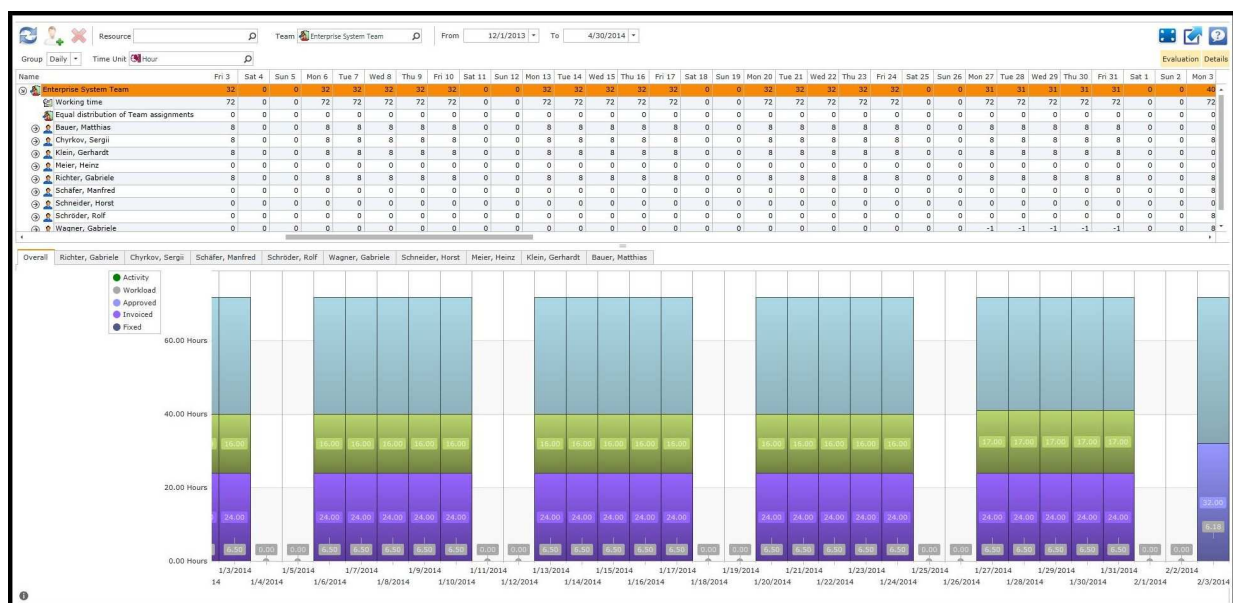 Resource Team Enterprise System Team From 12/1/2013 To 4/30/2014
Group Daily Time Unit Hour Evaluation Details
Name Fri 3 Sat 4 Sun 5 Mon 6 Tue 7 Wed 8 Thu 9 Fri 10 Sat 11 Sun 12 Mon 13 Tue 14 Wed 15 Thu 16 Fri 17 Sat 18 Sun 19 Mon 20 Tue 21 Wed 22 Thu 23 Fri 24 Sat 25 Sun 26 Mon 27 Tue 28 Wed 29 Thu 30 Fri 31 Sat 1 Sun 2 Mon 3
Enterprise System Team 32 0 0 32 32 32 32 32 0 0 32 32 32 32 32 0 0 32 32 32 32 32 0 0 31 31 31 31 31 0 0 40
Working time 72 0 0 72 72 72 72 72 0 0 72 72 72 72 72 0 0 72 72 72 72 72 0 0 72 72 72 72 72 0 0 72
Equal distribution of Team assignments 0 0 0 0 0 0 0 0 0 0 0 0 0 0 0 0 0 0 0 0 0 0 0 0 0 0 0 0 0 0 0 0
Bauer, Matthias 8 0 0 8 8 8 8 8 0 0 8 8 8 8 8 0 0 8 8 8 8 8 0 0 8 8 8 8 8 0 0 0
Chyrkov, Sergii 8 0 0 8 8 8 8 8 0 0 8 8 8 8 8 0 0 8 8 8 8 8 0 0 8 8 8 8 8 0 0 8
Klein, Gerhardt 8 0 0 8 8 8 8 8 0 0 8 8 8 8 8 0 0 8 8 8 8 8 0 0 8 8 8 8 8 0 0 0
Meier, Heinz 0 0 0 0 0 0 0 0 0 0 0 0 0 0 0 0 0 0 0 0 0 0 0 0 0 0 0 0 0 0 0 0
Richter, Gabriele 8 0 0 8 8 8 8 8 0 0 8 8 8 8 8 0 0 8 8 8 8 8 0 0 8 8 8 8 8 0 0 8
Schäfer, Manfred 0 0 0 0 0 0 0 0 0 0 0 0 0 0 0 0 0 0 0 0 0 0 0 0 0 0 0 0 0 0 0 8
Schneider, Horst 0 0 0 0 0 0 0 0 0 0 0 0 0 0 0 0 0 0 0 0 0 0 0 0 0 0 0 0 0 0 0 0
Schröder, Rolf 0 0 0 0 0 0 0 0 0 0 0 0 0 0 0 0 0 0 0 0 0 0 0 0 0 0 0 0 0 0 0 8
Wagner, Gabriele 0 0 0 0 0 0 0 0 0 0 0 0 0 0 0 0 0 0 0 0 0 0 0 0 -1 -1 -1 -1 -1 0 0 8
Overall Richter, Gabriele Chyrkov, Sergii Schäfer, Manfred Schröder, Rolf Wagner, Gabriele Schneider, Horst Meier, Heinz Klein, Gerhardt Bauer, Matthias
Activity
Workload
Approved
Invoiced
Fixed
60.00 Hours
40.00 Hours
16.00 16.00 16.00 16.00 16.00 16.00 16.00 16.00 16.00 16.00 16.00 16.00 16.00 16.00 16.00 16.00 17.00 17.00 17.00 17.00 17.00
20.00 Hours
32.00
24.00 24.00 24.00 24.00 24.00 24.00 24.00 24.00 24.00 24.00 24.00 24.00 24.00 24.00 24.00 24.00 24.00 24.00 24.00 24.00 24.00
6.10
6.50 0.00 0.00 6.50 6.50 6.50 6.50 6.50 0.00 0.00 6.50 6.50 6.50 6.50 6.50 0.00 0.00 6.50 6.50 6.50 6.50 6.50 0.00 0.00 6.50 6.50 6.50 6.50 6.50 0.00 0.00
0.00 Hours
1/3/2014 1/5/2014 1/7/2014 1/9/2014 1/11/2014 1/13/2014 1/15/2014 1/17/2014 1/19/2014 1/21/2014 1/23/2014 1/25/2014 1/27/2014 1/29/2014 1/31/2014 2/2/2014
14 1/4/2014 1/6/2014 1/8/2014 1/10/2014 1/12/2014 1/14/2014 1/16/2014 1/18/2014 1/20/2014 1/22/2014 1/24/2014 1/26/2014 1/28/2014 1/30/2014 2/1/2014 2/3/2014